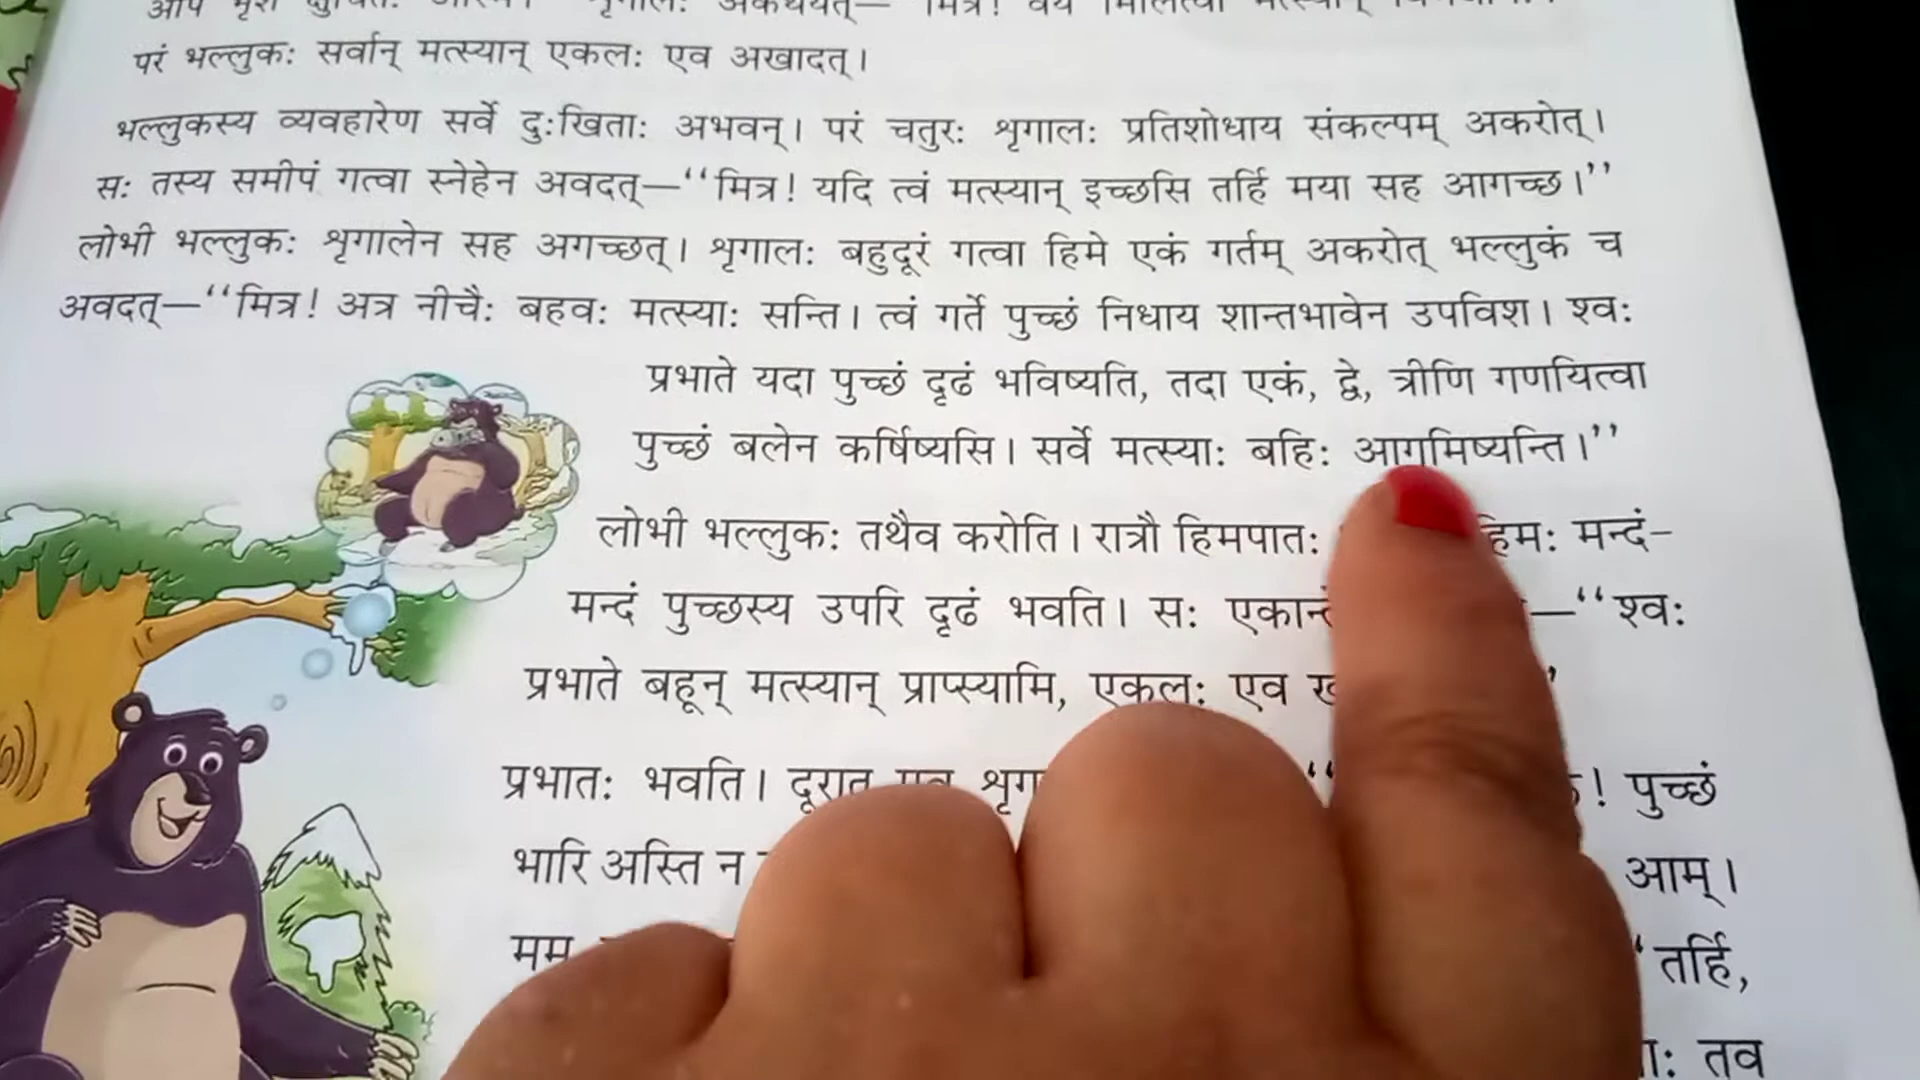 परं भल्लुकः सर्वान् मत्स्यान् एकलः एव अखादत्।
भल्लुकस्य व्यवहारेण सर्वे दुःखिताः अभवन्। परं चतुरः शृगालः प्रतिशोधाय संकल्पम् अकरोत्।
सः तस्य समीपं गत्वा स्नेहेन अवदत्—‘‘मित्र! यदि त्वं मत्स्यान् इच्छसि तर्हि मया सह आगच्छ।’’
लोभी भल्लुकः शृगालेन सह अगच्छत्। शृगालः बहुदूरं गत्वा हिमे एकं गर्तम् अकरोत् भल्लुकं च
अवदत्—‘‘मित्र! अत्र नीचैः बहवः मत्स्याः सन्ति। त्वं गर्ते पुच्छं निधाय शान्तभावेन उपविश। श्वः
प्रभाते यदा पुच्छं दृढं भविष्यति, तदा एकं, द्वे, त्रीणि गणयित्वा
पुच्छं बलेन कर्षिष्यसि। सर्वे मत्स्याः बहिः आगमिष्यन्ति।’’
लोभी भल्लुकः तथैव करोति। रात्रौ हिमपातः हिमः मन्दं-
मन्दं पुच्छस्य उपरि दृढं भवति। सः —‘‘श्वः
प्रभाते बहून् मत्स्यान् प्राप्स्यामि, एकलः एव
प्रभातः भवति। दूरात् एव ! पुच्छं
भारि अस्ति न आम्।
मम तर्हि,
तव